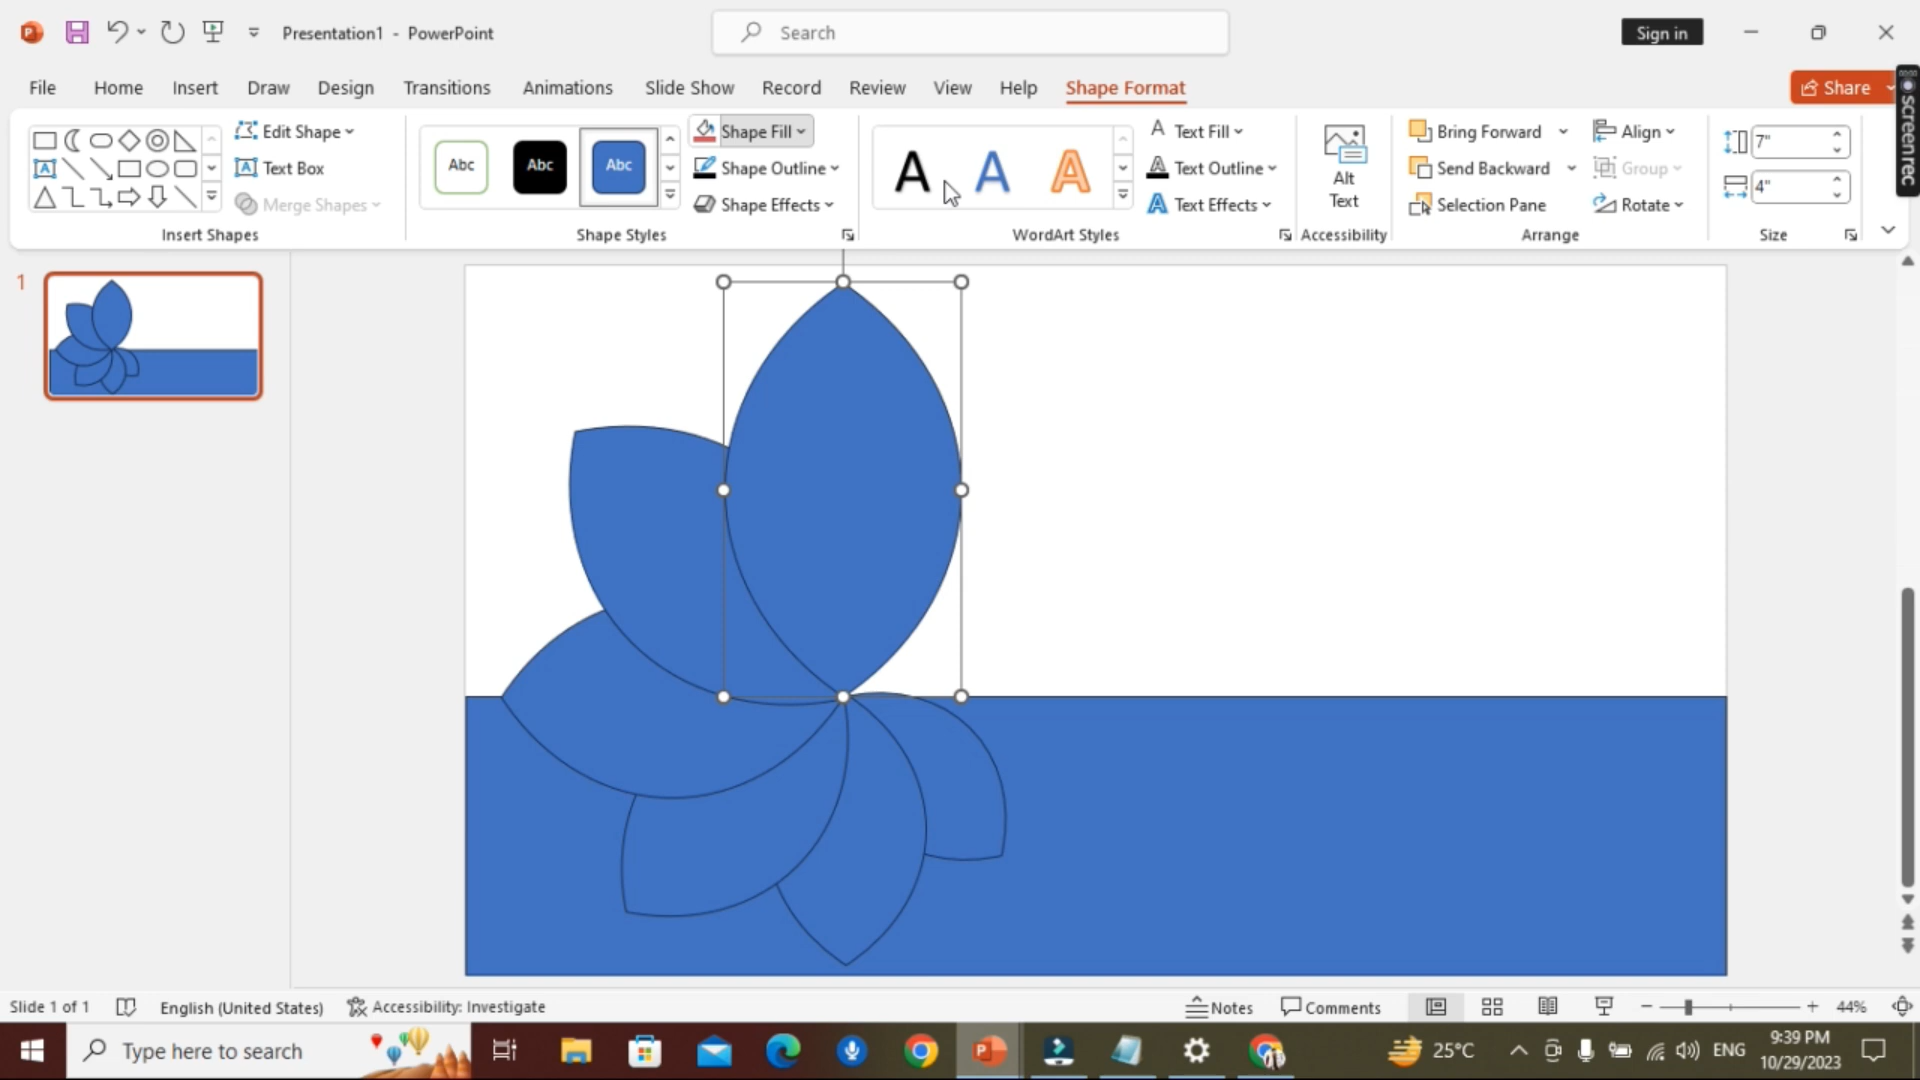 Presentation1 - PowerPoint
Search
Sign in
File Home Insert Draw Design Transitions Animations Slide Show Record Review View Help Shape Format
Share
Edit Shape
Text Box
Merge Shapes
Insert Shapes
Abc Abc Abc
Shape Fill
Shape Outline
Shape Effects
Shape Styles
A A A
Text Fill
Text Outline
Text Effects
WordArt Styles
Alt
Text
Accessibility
Bring Forward
Send Backward
Selection Pane
Align
Group
Rotate
Arrange
7"
4"
Size
00:00
screenrec
1
Slide 1 of 1
English (United States)
Accessibility: Investigate
Notes
Comments
44%
Type here to search
25°C
ENG
9:39 PM
10/29/2023